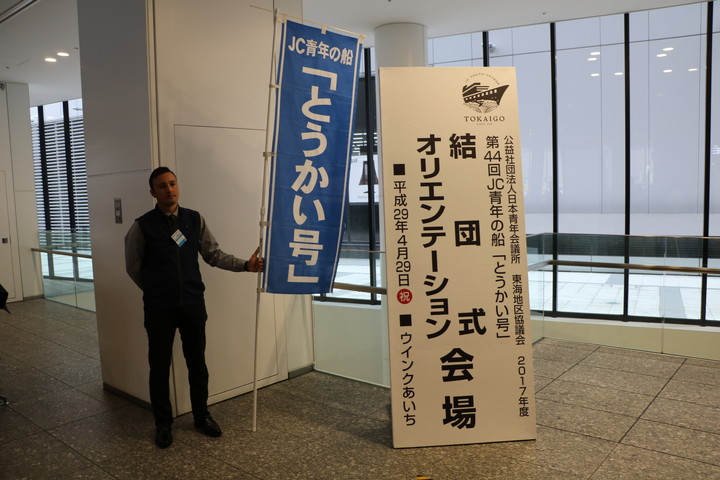 JC青年の船
「とうかい号」
TOKAIGO
公益社団法人日本青年会議所　東海地区協議会　2017年度
第44回JC青年の船「とうかい号」
結団式会場
オリエンテーション
■平成29年4月29日㊗　■ウインクあいち